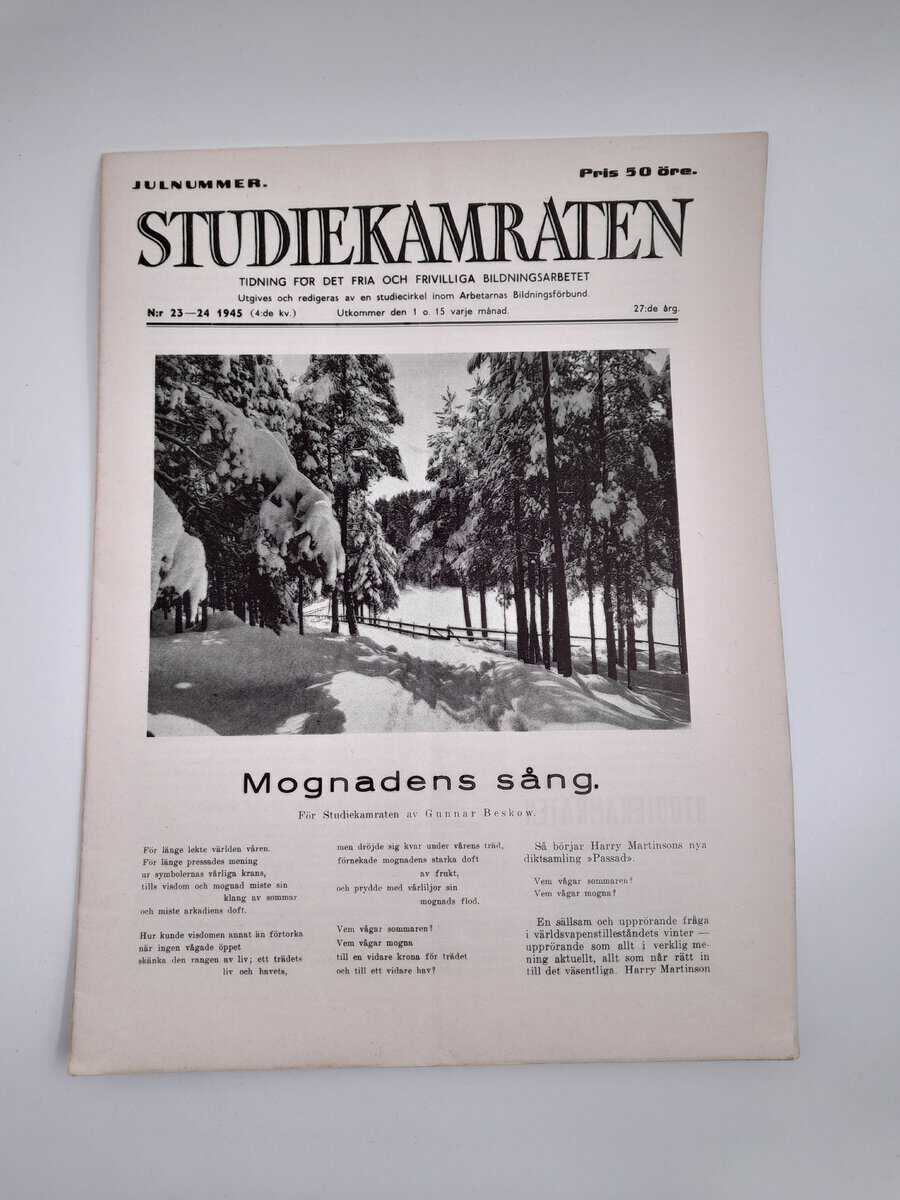 JULNUMMER.
Pris 50 öre.
STUDIEKAMRATEN
TIDNING FÖR DET FRIA OCH FRIVILLIGA BILDNINGSARBETET
Utgives och redigeras av en studiecirkel inom Arbetarnas Bildningsförbund.
N:r 23—24 1945 (4:de kv.) Utkommer den 1 o. 15 varje månad. 27:de årg.
Mognadens sång.
För Studiekamraten av Gunnar Beskow.
För länge lekte världen våren.
För länge pressades mening
ur symbolernas vårliga krans,
tills visdom och mognad miste sin
klang av sommar
och miste arkadiens doft.
Hur kunde visdomen annat än förtorka
när ingen vågade öppet
skänka den rangen av liv; ett trädets
liv och havets,
men dröjde sig kvar under vårens träd,
förnekade mognadens starka doft
av frukt,
och prydde med vårliljor sin
mognads flod.
Vem vågar sommaren?
Vem vågar mogna
till en vidare krona för trädet
och till ett vidare hav?
Så börjar Harry Martinsons nya
diktsamling »Passad».
Vem vågar sommaren?
Vem vågar mogna?
En sällsam och upprörande fråga
i världsvapenstilleståndets vinter —
upprörande som allt i verklig me-
ning aktuellt, allt som når rätt in
till det väsentliga. Harry Martinson